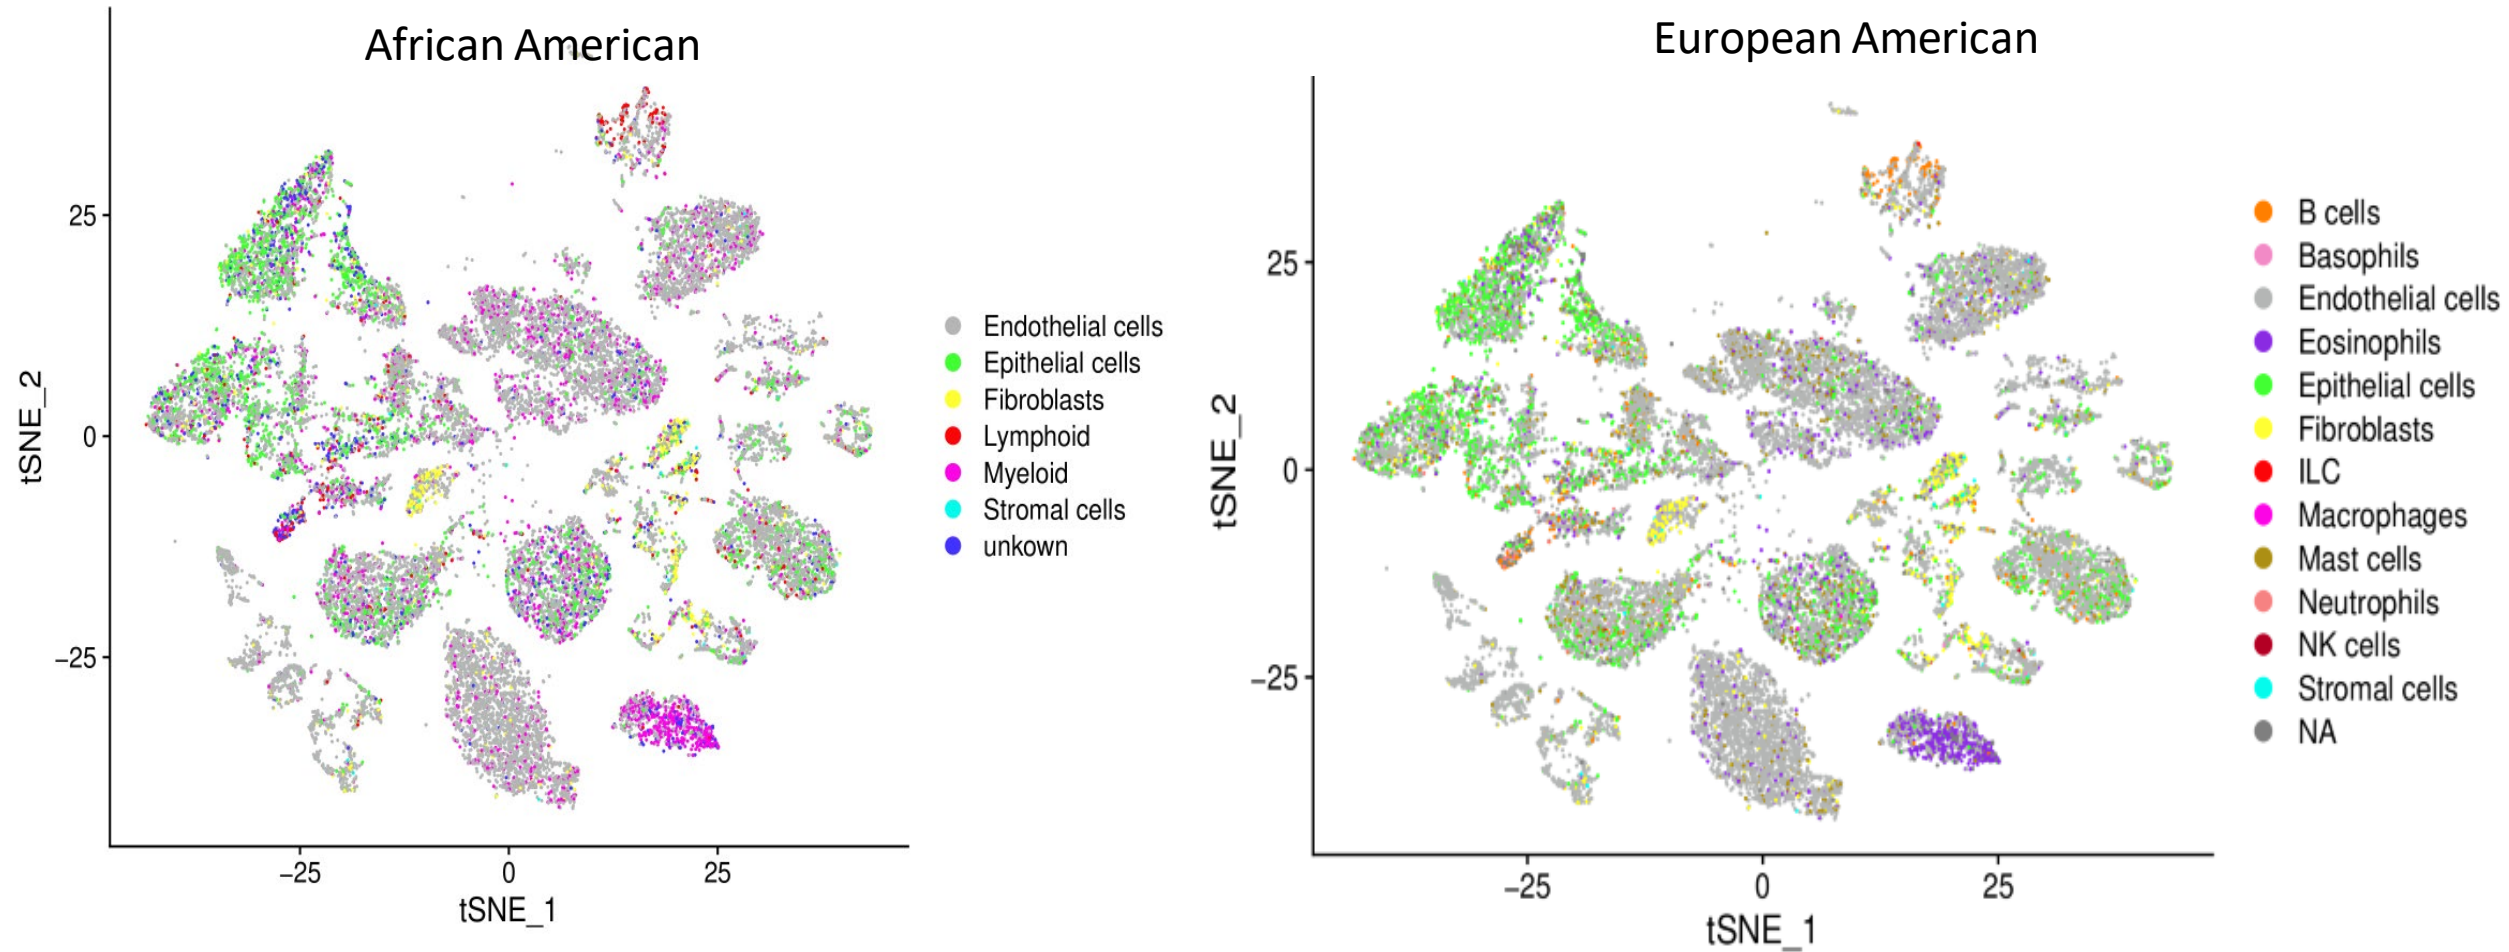 African American
European American
25
0
−25
tSNE_2
−25
0
25
tSNE_1
Endothelial cells
Epithelial cells
Fibroblasts
Lymphoid
Myeloid
Stromal cells
unkown
25
0
−25
tSNE_2
−25
0
25
tSNE_1
B cells
Basophils
Endothelial cells
Eosinophils
Epithelial cells
Fibroblasts
ILC
Macrophages
Mast cells
Neutrophils
NK cells
Stromal cells
NA